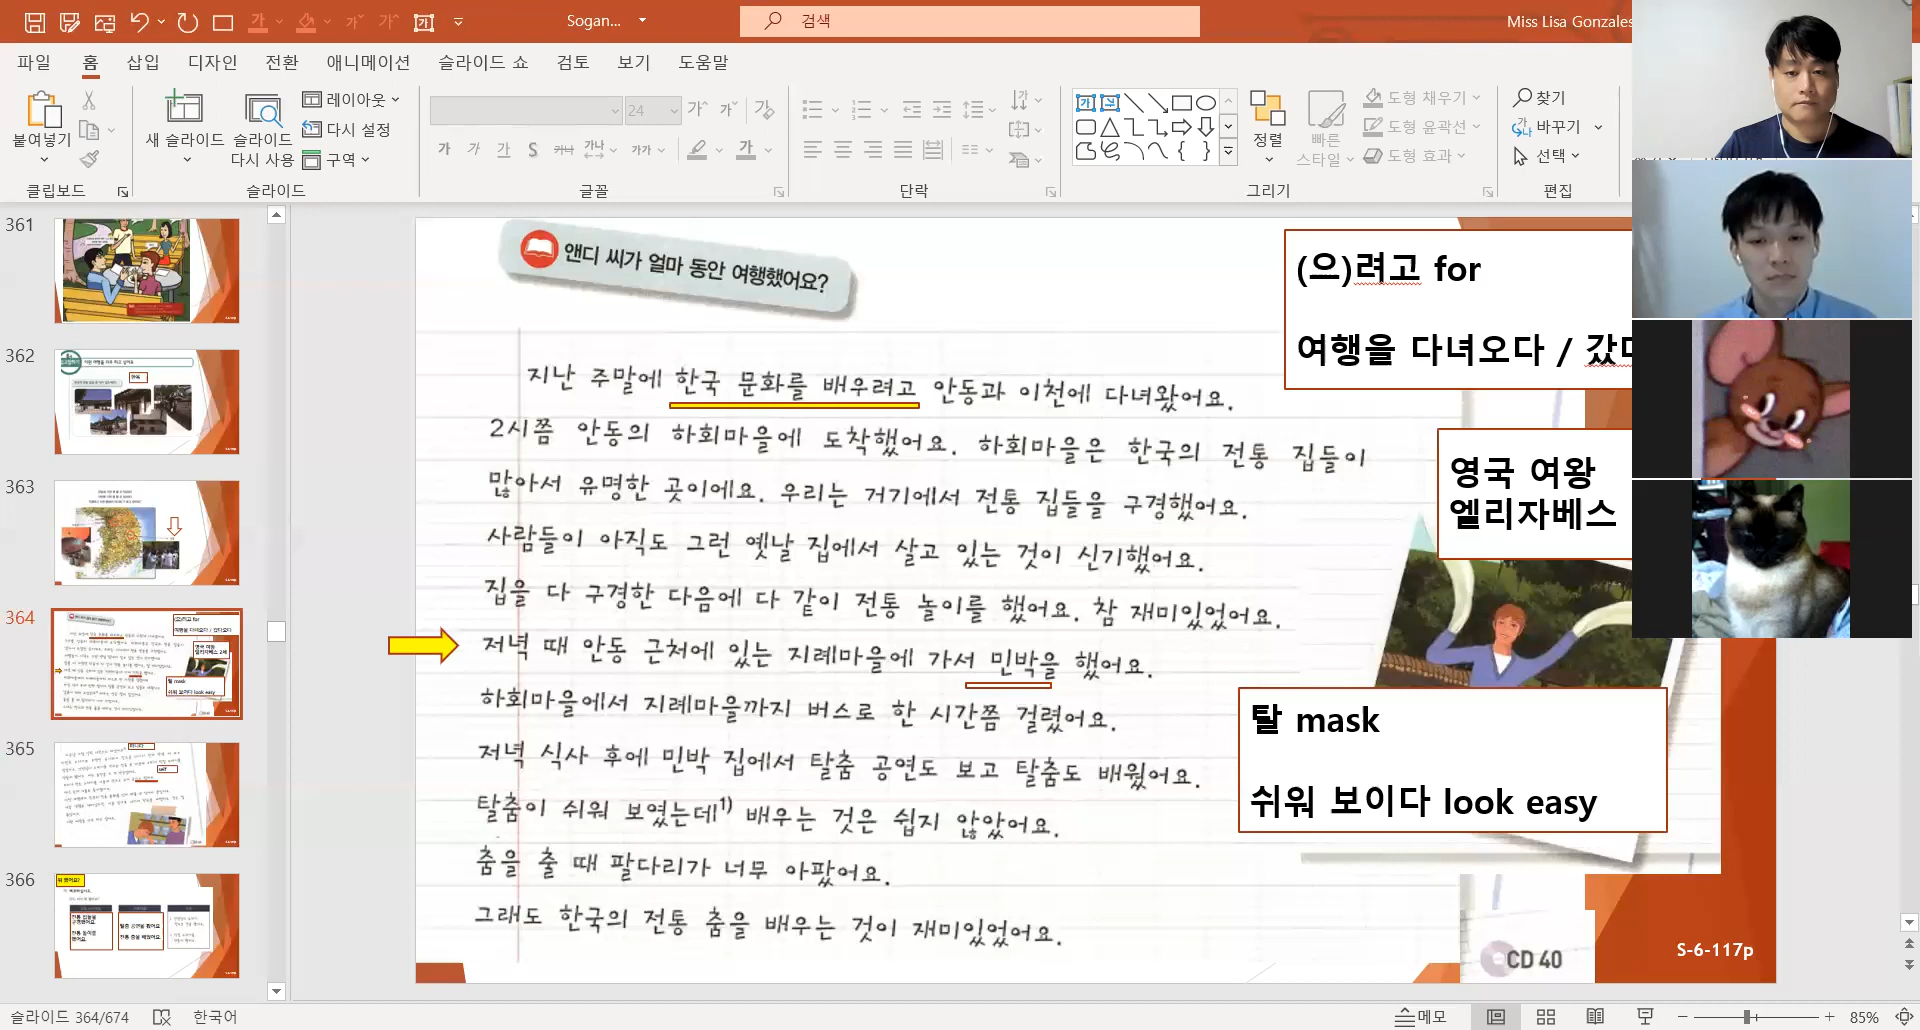 Sogan...
검색
Miss Lisa Gonzales
파일 홈 삽입 디자인 전환 애니메이션 슬라이드 쇼 검토 보기 도움말
붙여넣기
클립보드
새 슬라이드
슬라이드 다시 사용
레이아웃
다시 설정
구역
슬라이드
24
글꼴
단락
정렬
빠른 스타일
도형 채우기
도형 윤곽선
도형 효과
그리기
찾기
바꾸기
선택
편집
361
362
363
364
365
366
앤디 씨가 얼마 동안 여행했어요?
지난 주말에 한국 문화를 배우려고 안동과 이천에 다녀왔어요.
2시쯤 안동의 하회마을에 도착했어요. 하회마을은 한국의 전통 집들이
많아서 유명한 곳이에요. 우리는 거기에서 전통 집들을 구경했어요.
사람들이 아직도 그런 옛날 집에서 살고 있는 것이 신기했어요.
집을 다 구경한 다음에 다 같이 전통 놀이를 했어요. 참 재미있었어요.
저녁 때 안동 근처에 있는 지례마을에 가서 민박을 했어요.
하회마을에서 지례마을까지 버스로 한 시간쯤 걸렸어요.
저녁 식사 후에 민박 집에서 탈춤 공연도 보고 탈춤도 배웠어요.
탈춤이 쉬워 보였는데1) 배우는 것은 쉽지 않았어요.
춤을 출 때 팔다리가 너무 아팠어요.
그래도 한국의 전통 춤을 배우는 것이 재미있었어요.
(으)려고 for
여행을 다녀오다 / 갔다
영국 여왕
엘리자베스
탈 mask
쉬워 보이다 look easy
CD 40
S-6-117p
슬라이드 364/674
한국어
메모
85%